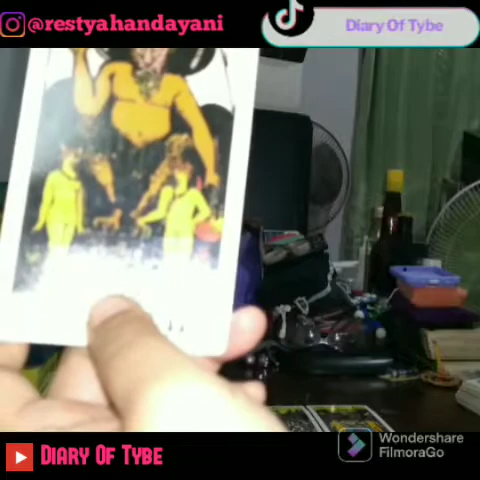 @restyahandayani
Diary Of Tybe
Diary Of Tybe
Wondershare
FilmoraGo